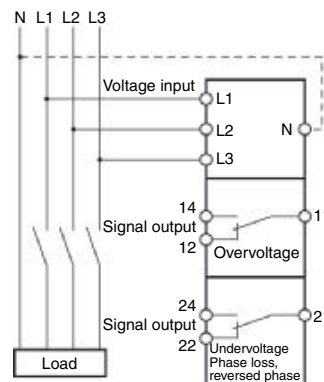 N L1 L2 L3
Voltage input
L1
L2 N
L3
14
Signal output 1
12
Overvoltage
24
Signal output 2
22
Undervoltage
Phase loss,
reversed phase
Load